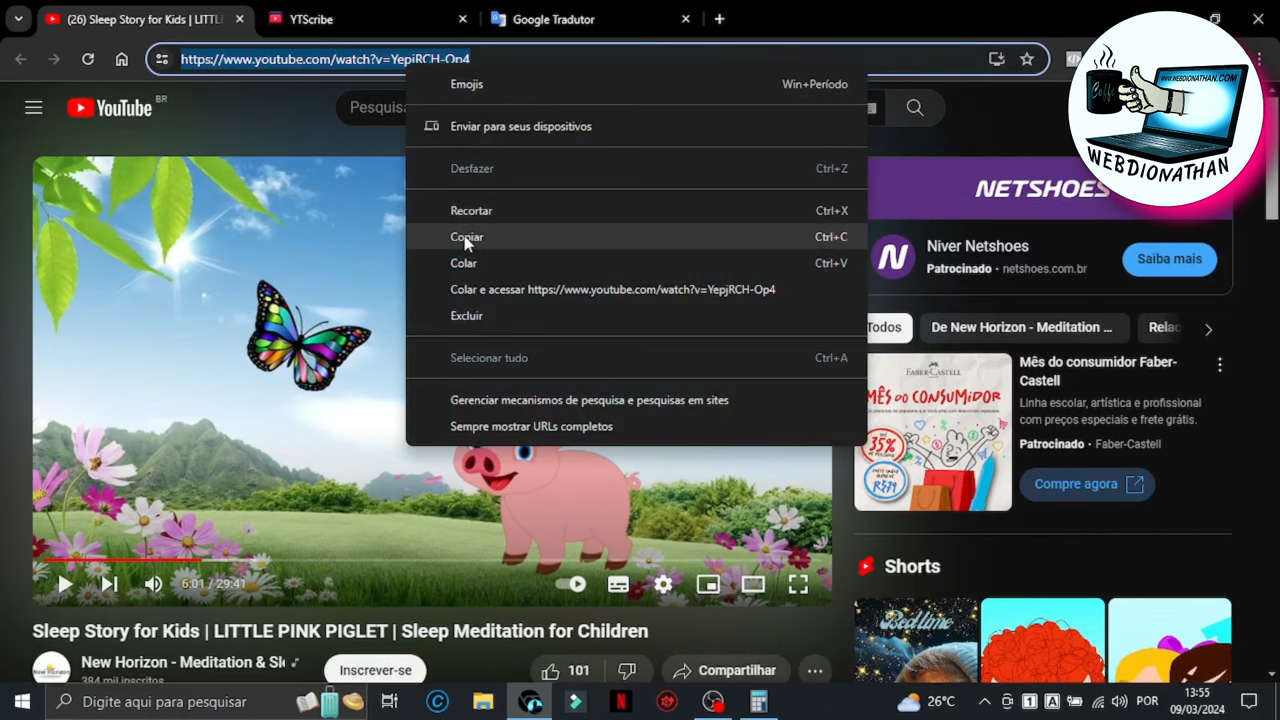 (26) Sleep Story for Kids | LITTL
YTScribe
Google Tradutor
https://www.youtube.com/watch?v=YepjRCH-Op4
Emojis Win+Período
Enviar para seus dispositivos
Desfazer Ctrl+Z
Recortar Ctrl+X
Copiar Ctrl+C
Colar Ctrl+V
Colar e acessar https://www.youtube.com/watch?v=YepjRCH-Op4
Excluir
Selecionar tudo Ctrl+A
Gerenciar mecanismos de pesquisa e pesquisas em sites
Sempre mostrar URLs completos
YouTube BR
Pesquisa
Coffe
WWW.WEBDIONATHAN.COM
WEBDIONATHAN
NETSHOES
N
Niver Netshoes
Patrocinado · netshoes.com.br
Saiba mais
Todos
De New Horizon - Meditation ...
Relac
FABER-CASTELL
MÊS DO
CONSUMIDOR
35%
Mês do consumidor Faber-
Castell
Linha escolar, artística e profissional
com preços especiais e frete grátis.
Patrocinado · Faber-Castell
Compre agora
6:01 / 29:41
Shorts
Bedtime
Sleep Story for Kids | LITTLE PINK PIGLET | Sleep Meditation for Children
New Horizon - Meditation & Sle
384 mil inscritos
Inscrever-se
101
Compartilhar
Digite aqui para pesquisar
26°C
POR
13:55
09/03/2024